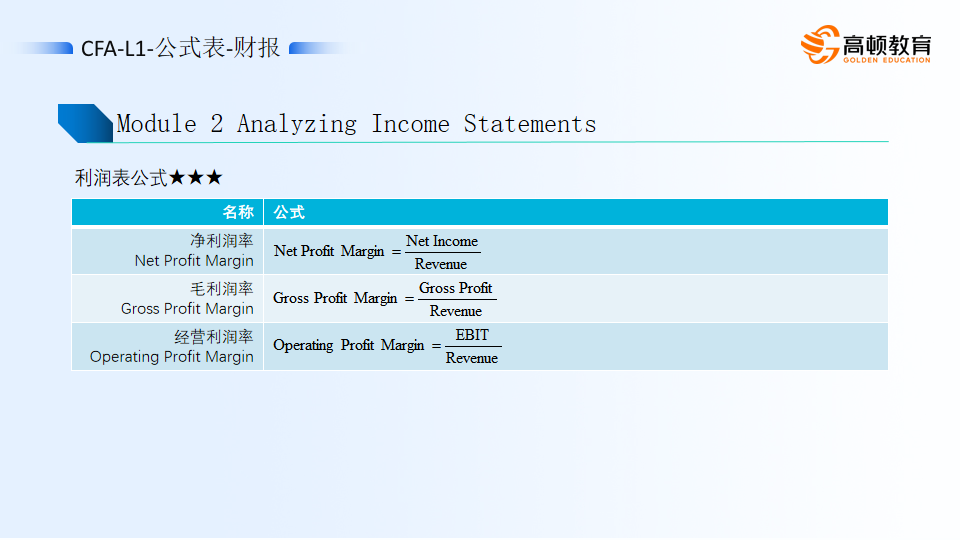 CFA-L1-公式表-财报
高顿教育
GOLDEN EDUCATION
Module 2 Analyzing Income Statements
利润表公式★★★
名称 公式
净利润率
Net Profit Margin
Net Profit Margin = Net Income / Revenue
毛利润率
Gross Profit Margin
Gross Profit Margin = Gross Profit / Revenue
经营利润率
Operating Profit Margin
Operating Profit Margin = EBIT / Revenue